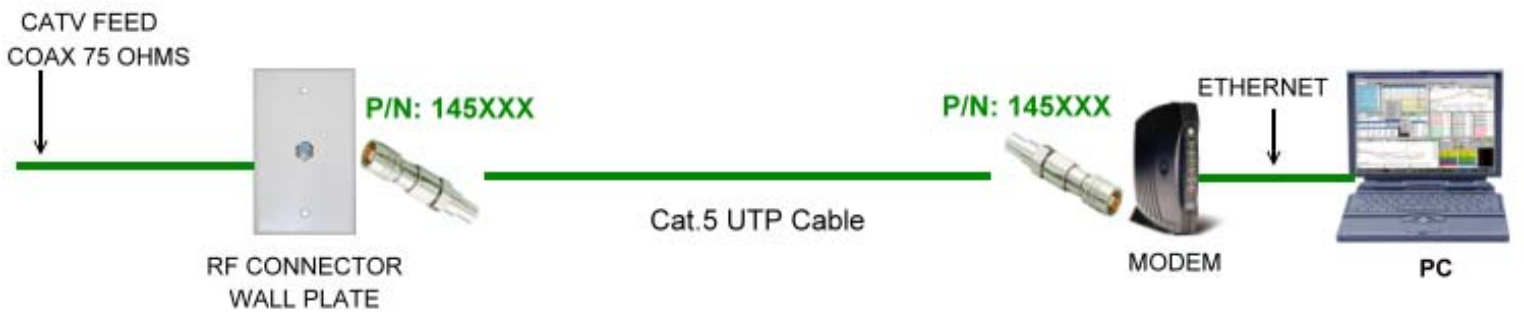 CATV FEED
COAX 75 OHMS
P/N: 145XXX
P/N: 145XXX
ETHERNET
Cat.5 UTP Cable
RF CONNECTOR
WALL PLATE
MODEM
PC